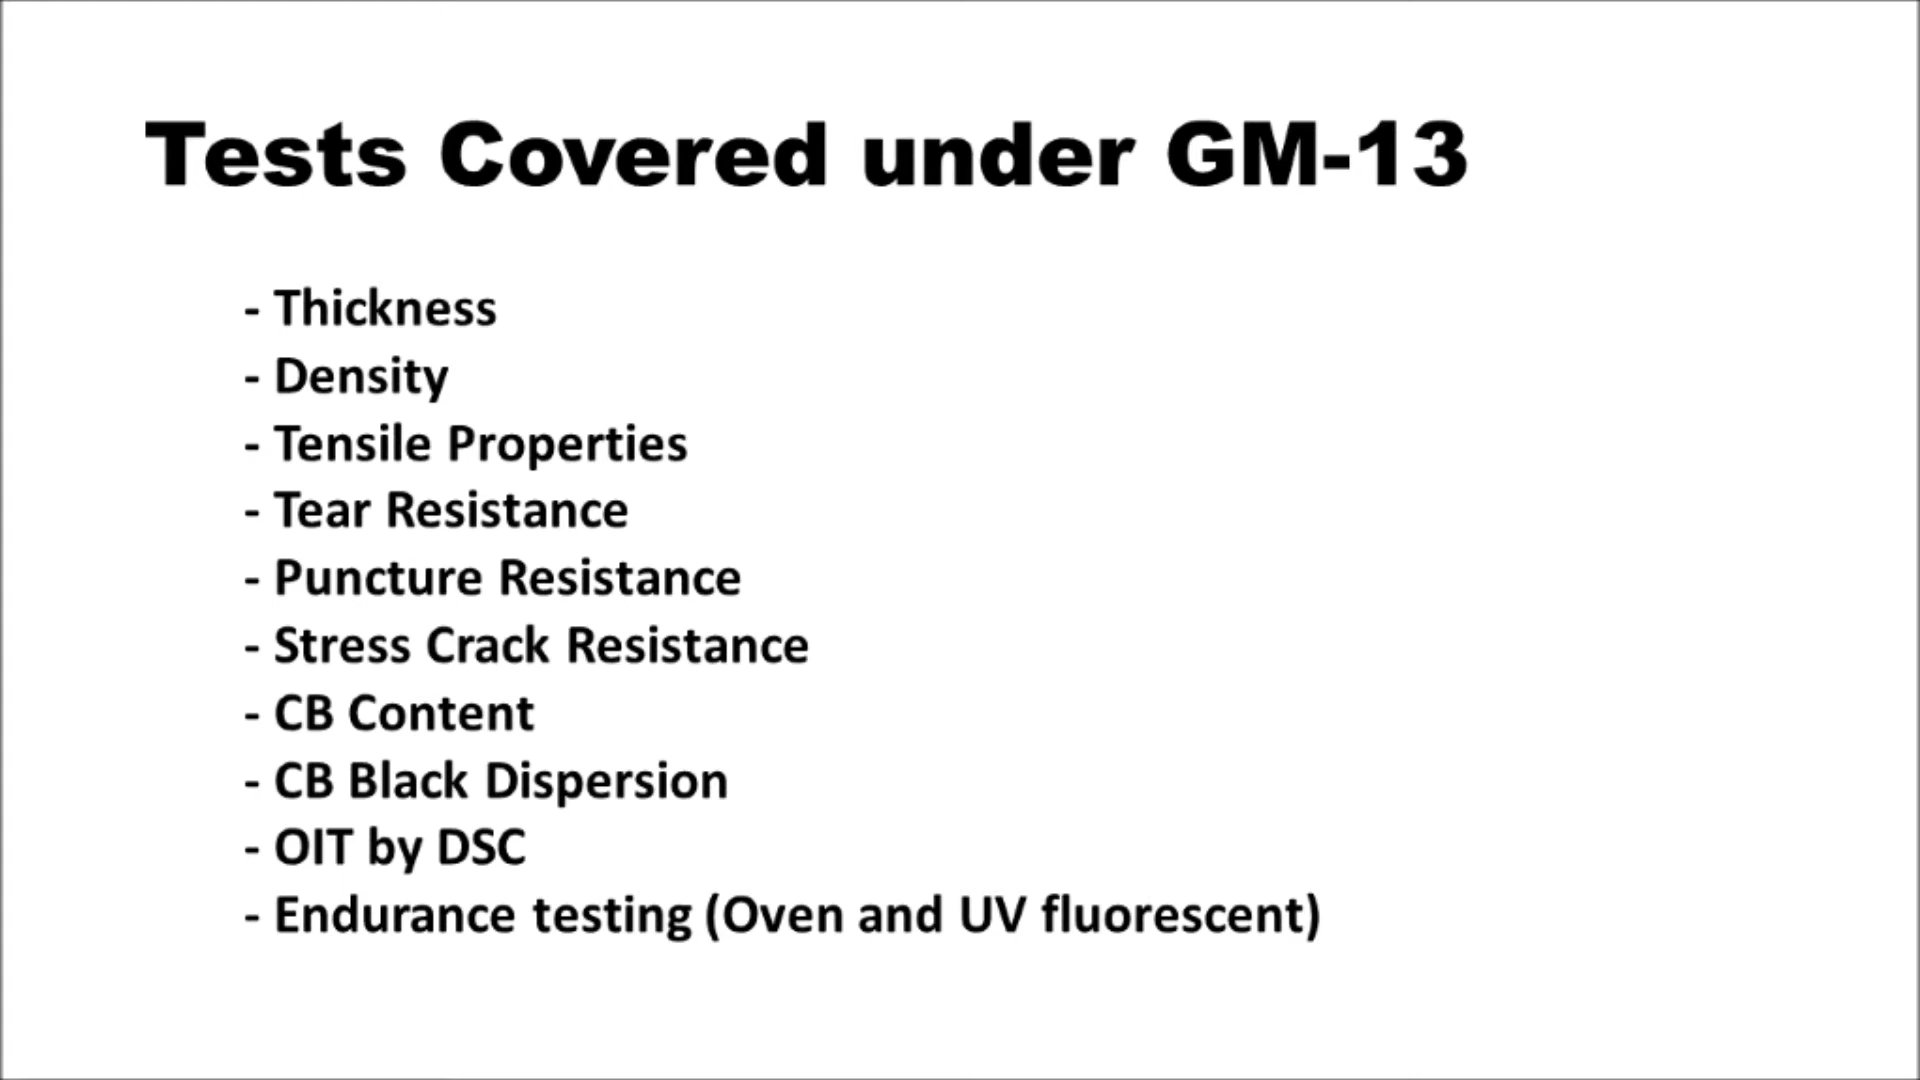 Tests Covered under GM-13
- Thickness
- Density
- Tensile Properties
- Tear Resistance
- Puncture Resistance
- Stress Crack Resistance
- CB Content
- CB Black Dispersion
- OIT by DSC
- Endurance testing (Oven and UV fluorescent)